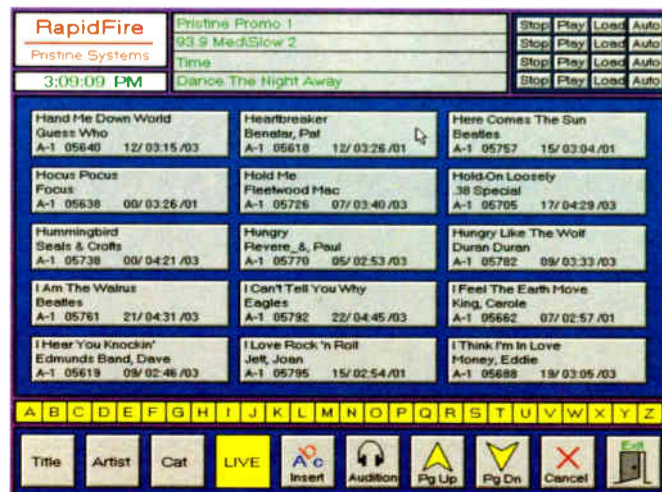 RapidFire
Pristine Systems
3:09:09 PM
Pristine Promo 1
93.9 Med\Slow 2
Time
Dance The Night Away
Stop Play Load Auto
Stop Play Load Auto
Stop Play Load Auto
Stop Play Load Auto
Hand Me Down World
Guess Who
A-1 05640 12/ 03:15 /03
Heartbreaker
Benatar, Pat
A-1 05618 12/ 03:26 /01
Here Comes The Sun
Beatles
A-1 05757 15/ 03:04 /01
Hocus Pocus
Focus
A-1 05638 00/ 03:26 /01
Hold Me
Fleetwood Mac
A-1 05726 07/ 03:40 /03
Hold-On Loosely
.38 Special
A-1 05705 17/ 04:29 /03
Hummingbird
Seals & Crofts
A-1 05738 00/ 04:21 /03
Hungry
Revere_&, Paul
A-1 05770 05/ 02:53 /03
Hungry Like The Wolf
Duran Duran
A-1 05782 09/ 03:33 /03
I Am The Walrus
Beatles
A-1 05761 21/ 04:31 /03
I Can't Tell You Why
Eagles
A-1 05792 22/ 04:45 /03
I Feel The Earth Move
King, Carole
A-1 05662 07/ 02:57 /01
I Hear You Knockin'
Edmunds Band, Dave
A-1 05619 09/ 02:46 /03
I Love Rock 'n Roll
Jett, Joan
A-1 05795 15/ 02:54 /01
I Think I'm In Love
Money, Eddie
A-1 05688 19/ 03:05 /03
A B C D E F G H I J K L M N O P Q R S T U V W X Y Z
Title
Artist
Cat
LIVE
A c
Insert
Audition
Pg Up
Pg Dn
Cancel
Exit